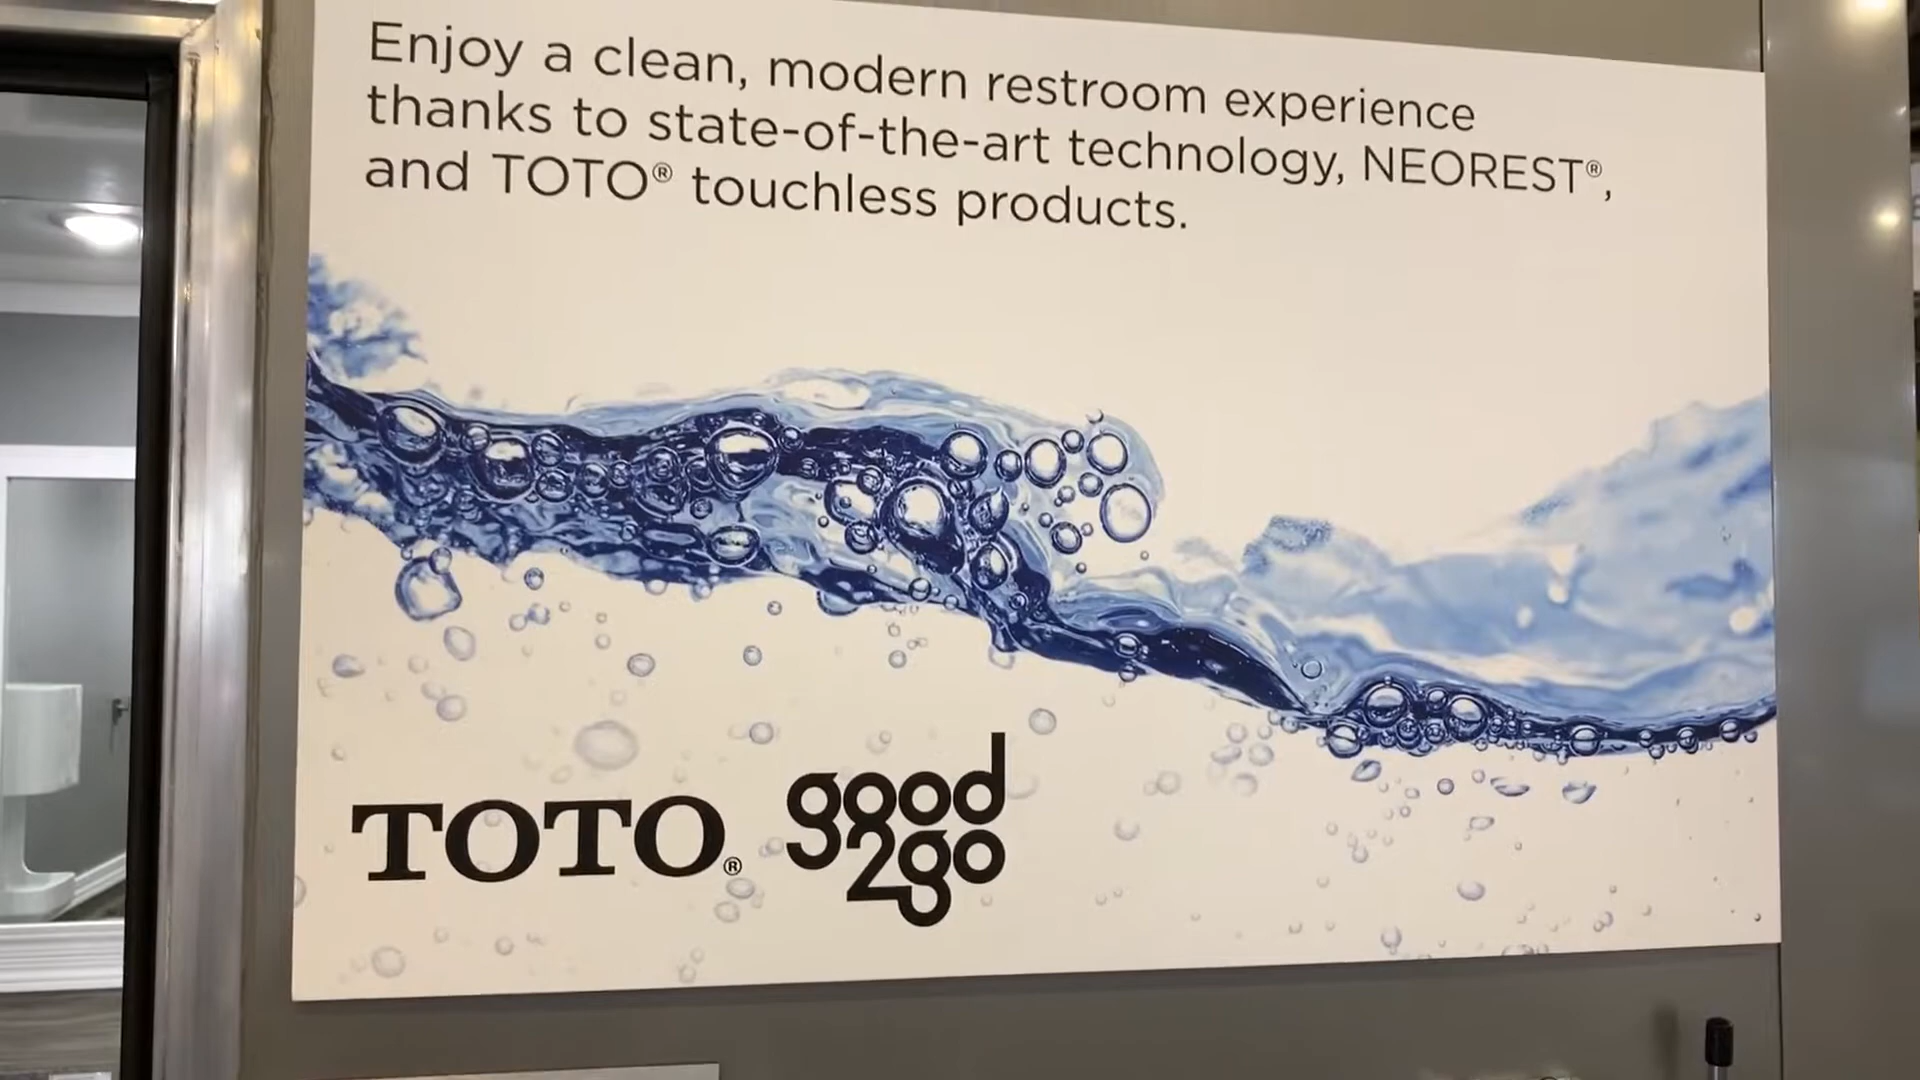 Enjoy a clean, modern restroom experience
thanks to state-of-the-art technology, NEOREST®,
and TOTO® touchless products.
TOTO®
good
2go